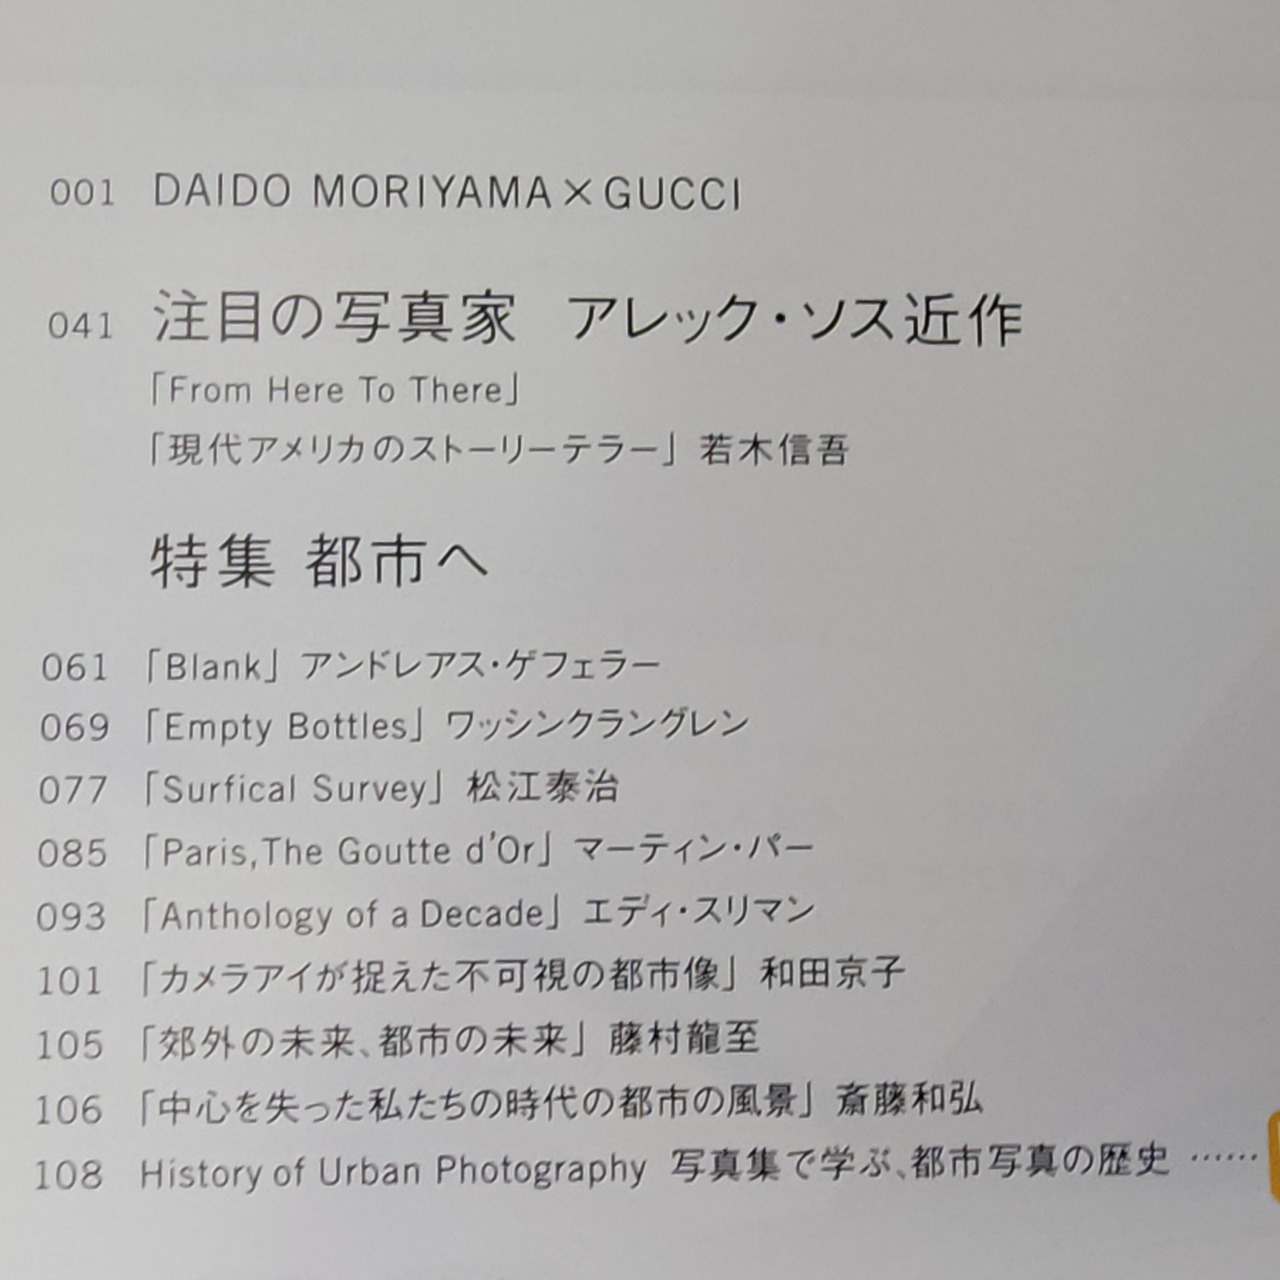 001 DAIDO MORIYAMA×GUCCI
041 注目の写真家 アレック・ソス近作
「From Here To There」
「現代アメリカのストーリーテラー」 若木信吾
特集 都市へ
061 「Blank」 アンドレアス・ゲフェラー
069 「Empty Bottles」 ワッシンクラングレン
077 「Surfical Survey」 松江泰治
085 「Paris,The Goutte d'Or」 マーティン・パー
093 「Anthology of a Decade」 エディ・スリマン
101 「カメラアイが捉えた不可視の都市像」 和田京子
105 「郊外の未来、都市の未来」 藤村龍至
106 「中心を失った私たちの時代の都市の風景」 斎藤和弘
108 History of Urban Photography 写真集で学ぶ、都市写真の歴史 ……